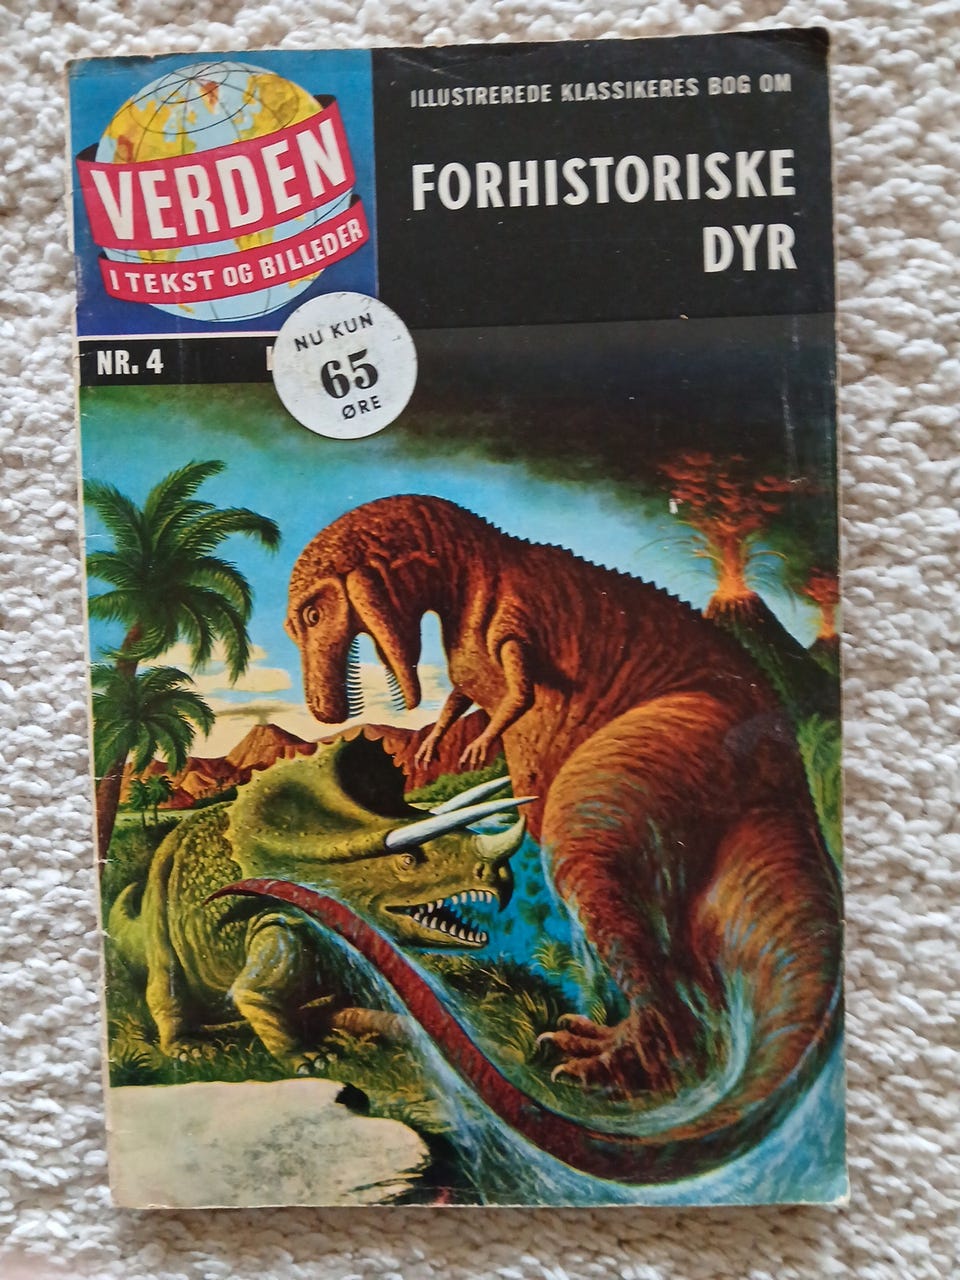 VERDEN
I TEKST OG BILLEDER
ILLUSTREREDE KLASSIKERES BOG OM
FORHISTORISKE
DYR
NR. 4
NU KUN
65
ØRE